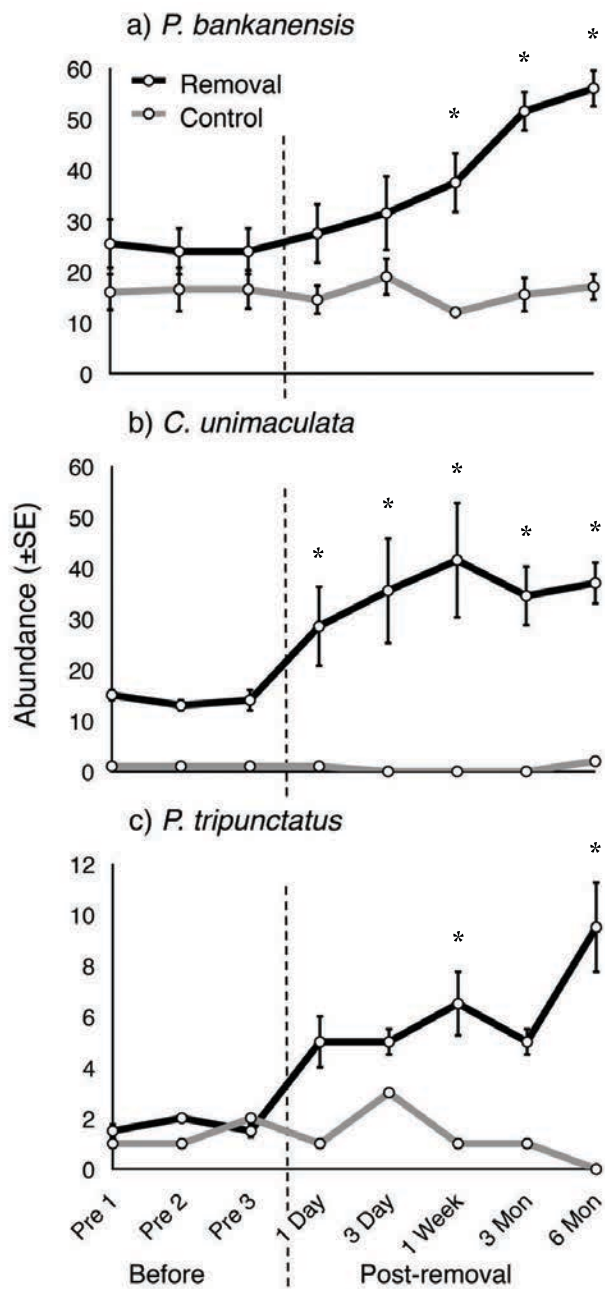 a) P. bankanensis
60
50
40
30
20
10
0
Removal
Control
* * *
b) C. unimaculata
60
50
40
30
20
10
0
* * * * *
Abundance (±SE)
c) P. tripunctatus
12
10
8
6
4
2
0
* *
Pre 1 Pre 2 Pre 3 1 Day 3 Day 1 Week 3 Mon 6 Mon
Before Post-removal